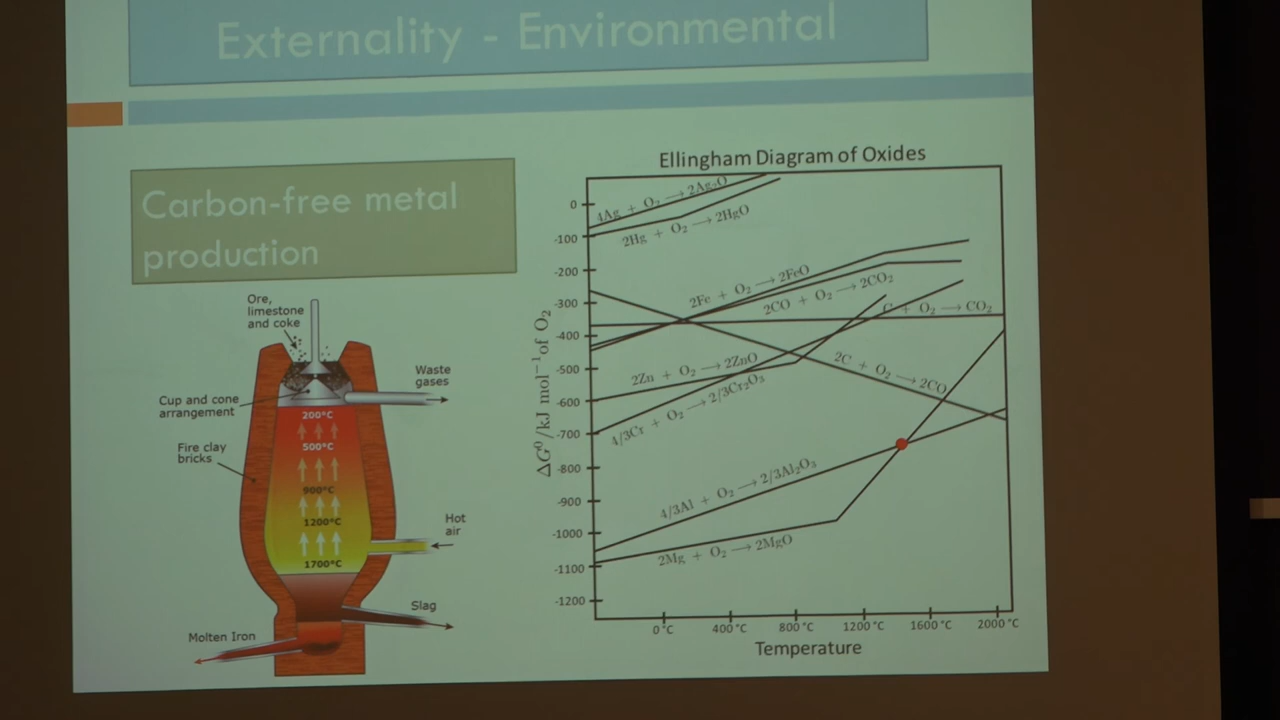 Externality - Environmental
Carbon-free metal
production
Ore,
limestone
and coke
Cup and cone
arrangement
Fire clay
bricks
Waste
gases
200°C
500°C
900°C
1200°C
1700°C
Hot
air
Slag
Molten Iron
Ellingham Diagram of Oxides
ΔG⁰/kJ mol⁻¹of O₂
0
-100
-200
-300
-400
-500
-600
-700
-800
-900
-1000
-1100
-1200
4Ag + O₂ → 2Ag₂O
2Hg + O₂ → 2HgO
2Fe + O₂ → 2FeO
2CO + O₂ → 2CO₂
C + O₂ → CO₂
2Zn + O₂ → 2ZnO
2C + O₂ → 2CO
4/3Cr + O₂ → 2/3Cr₂O₃
4/3Al + O₂ → 2/3Al₂O₃
2Mg + O₂ → 2MgO
0°C 400°C 800°C 1200°C 1600°C 2000°C
Temperature